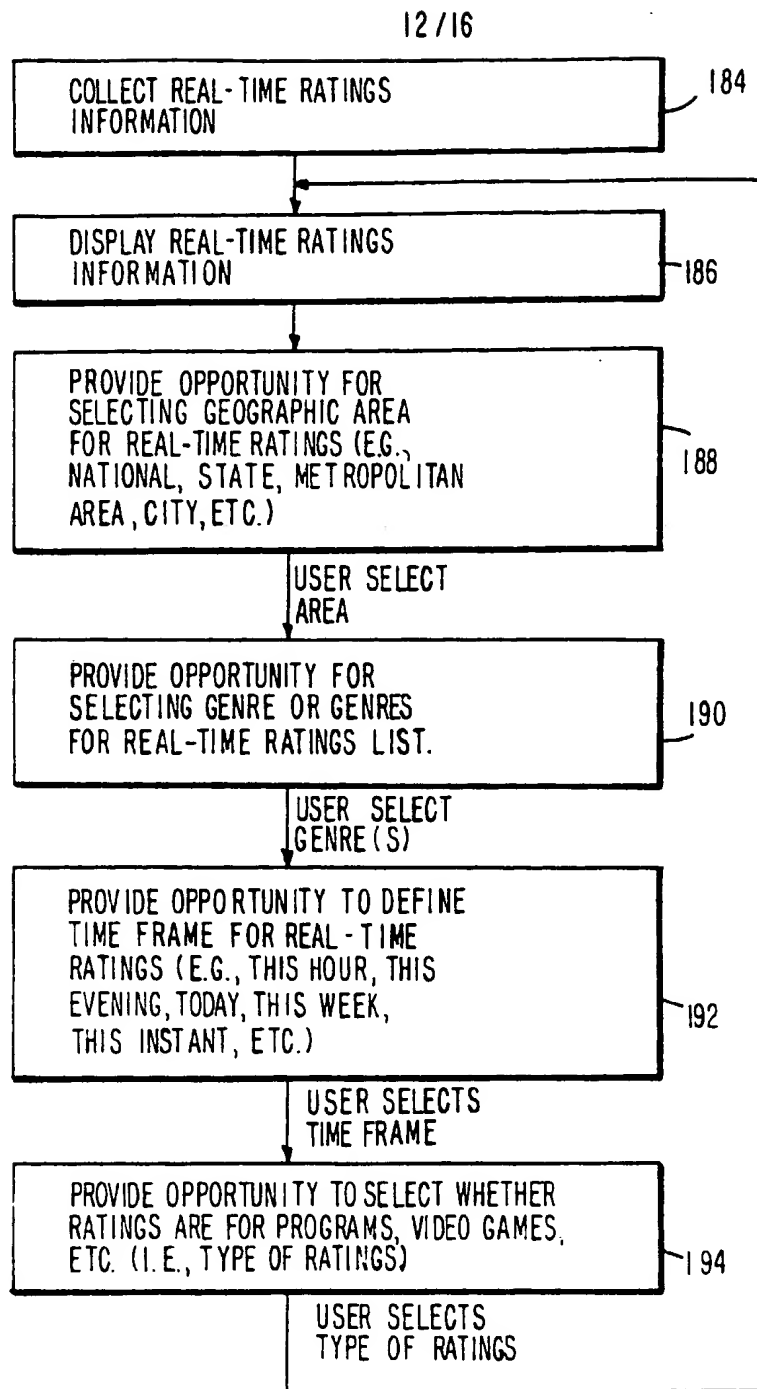 12/16
COLLECT REAL-TIME RATINGS
INFORMATION
184
DISPLAY REAL-TIME RATINGS
INFORMATION
186
PROVIDE OPPORTUNITY FOR
SELECTING GEOGRAPHIC AREA
FOR REAL-TIME RATINGS (E.G.,
NATIONAL, STATE, METROPOLITAN
AREA, CITY, ETC.)
188
USER SELECT
AREA
PROVIDE OPPORTUNITY FOR
SELECTING GENRE OR GENRES
FOR REAL-TIME RATINGS LIST.
190
USER SELECT
GENRE(S)
PROVIDE OPPORTUNITY TO DEFINE
TIME FRAME FOR REAL-TIME
RATINGS (E.G., THIS HOUR, THIS
EVENING, TODAY, THIS WEEK,
THIS INSTANT, ETC.)
192
USER SELECTS
TIME FRAME
PROVIDE OPPORTUNITY TO SELECT WHETHER
RATINGS ARE FOR PROGRAMS, VIDEO GAMES,
ETC. (I.E., TYPE OF RATINGS)
194
USER SELECTS
TYPE OF RATINGS